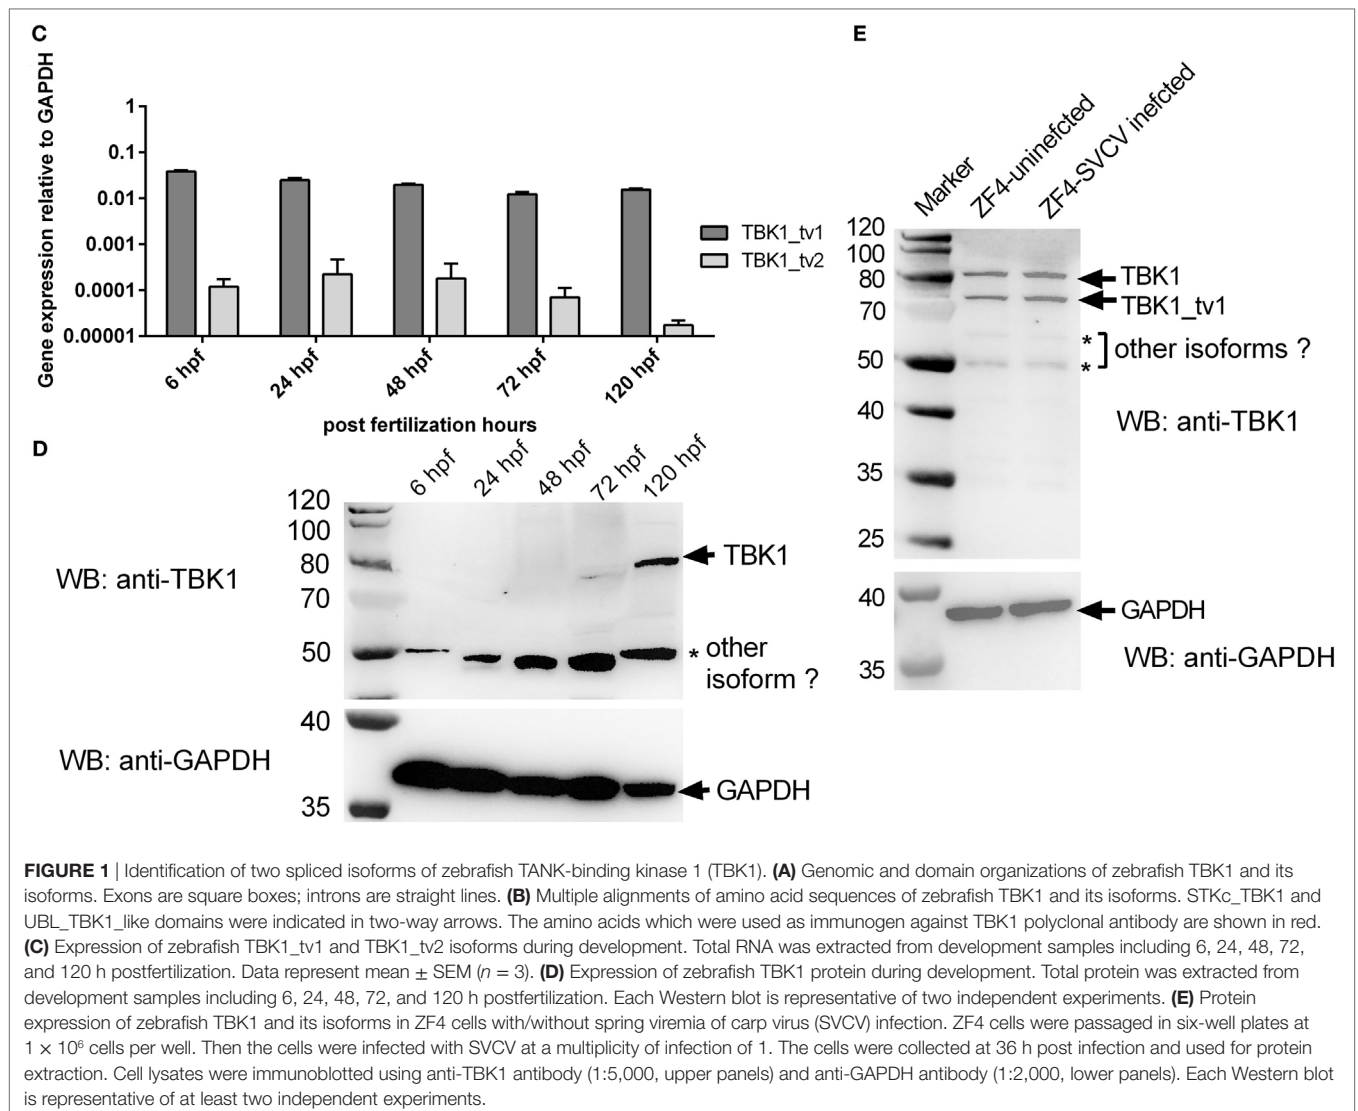 C
Gene expression relative to GAPDH
1
0.1
0.01
0.001
0.0001
0.00001
6 hpf
24 hpf
48 hpf
72 hpf
120 hpf
post fertilization hours
TBK1_tv1
TBK1_tv2
D
6 hpf
24 hpf
48 hpf
72 hpf
120 hpf
120
100
80
70
50
40
35
WB: anti-TBK1
TBK1
* other
isoform ?
WB: anti-GAPDH
GAPDH
E
Marker
ZF4-uninefcted
ZF4-SVCV inefcted
120
100
80
70
50
40
35
25
TBK1
TBK1_tv1
*
*
other isoforms ?
WB: anti-TBK1
40
35
GAPDH
WB: anti-GAPDH
FIGURE 1 | Identification of two spliced isoforms of zebrafish TANK-binding kinase 1 (TBK1). (A) Genomic and domain organizations of zebrafish TBK1 and its
isoforms. Exons are square boxes; introns are straight lines. (B) Multiple alignments of amino acid sequences of zebrafish TBK1 and its isoforms. STKc_TBK1 and
UBL_TBK1_like domains were indicated in two-way arrows. The amino acids which were used as immunogen against TBK1 polyclonal antibody are shown in red.
(C) Expression of zebrafish TBK1_tv1 and TBK1_tv2 isoforms during development. Total RNA was extracted from development samples including 6, 24, 48, 72,
and 120 h postfertilization. Data represent mean ± SEM (n = 3). (D) Expression of zebrafish TBK1 protein during development. Total protein was extracted from
development samples including 6, 24, 48, 72, and 120 h postfertilization. Each Western blot is representative of two independent experiments. (E) Protein
expression of zebrafish TBK1 and its isoforms in ZF4 cells with/without spring viremia of carp virus (SVCV) infection. ZF4 cells were passaged in six-well plates at
1 × 10⁶ cells per well. Then the cells were infected with SVCV at a multiplicity of infection of 1. The cells were collected at 36 h post infection and used for protein
extraction. Cell lysates were immunoblotted using anti-TBK1 antibody (1:5,000, upper panels) and anti-GAPDH antibody (1:2,000, lower panels). Each Western blot
is representative of at least two independent experiments.